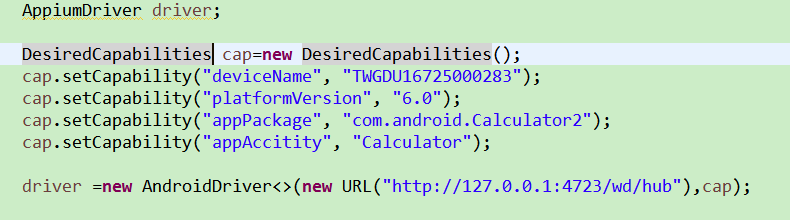 AppiumDriver driver;
DesiredCapabilities cap=new DesiredCapabilities();
cap.setCapability("deviceName", "TWGDU16725000283");
cap.setCapability("platformVersion", "6.0");
cap.setCapability("appPackage", "com.android.Calculator2");
cap.setCapability("appAccitity", "Calculator");
driver =new AndroidDriver<>(new URL("http://127.0.0.1:4723/wd/hub"),cap);